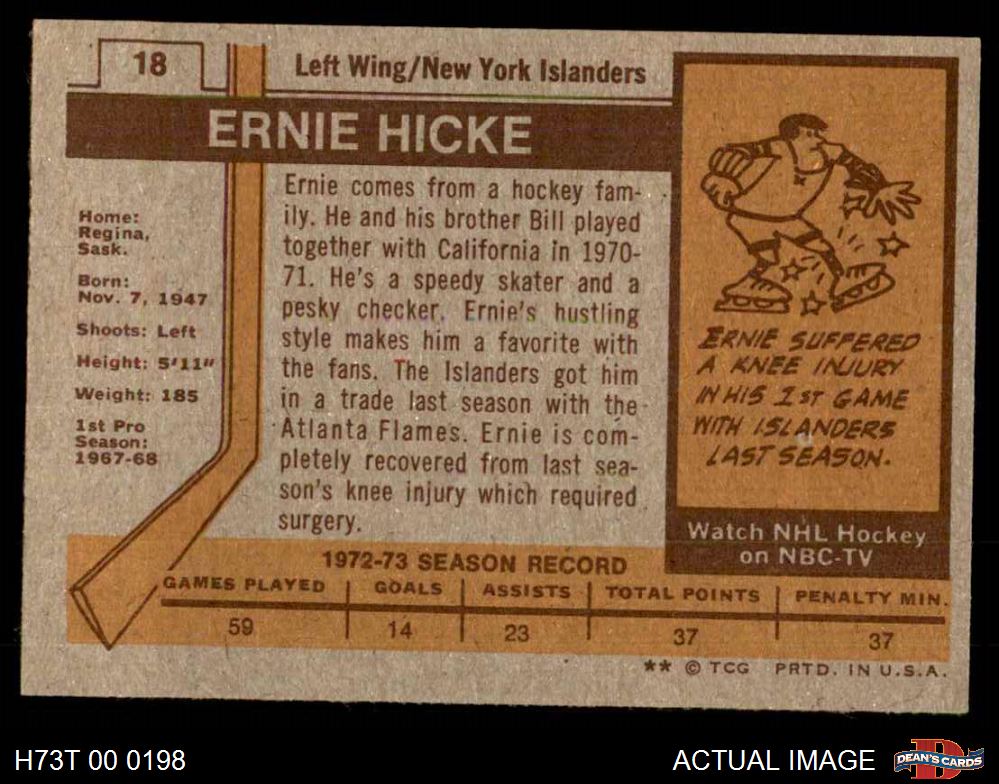 18
Left Wing/New York Islanders
ERNIE HICKE
Home:
Regina,
Sask.
Born:
Nov. 7, 1947
Shoots: Left
Height: 5'11"
Weight: 185
1st Pro
Season:
1967-68
Ernie comes from a hockey fam-
ily. He and his brother Bill played
together with California in 1970-
71. He's a speedy skater and a
pesky checker. Ernie's hustling
style makes him a favorite with
the fans. The Islanders got him
in a trade last season with the
Atlanta Flames. Ernie is com-
pletely recovered from last sea-
son's knee injury which required
surgery.
ERNIE SUFFERED
A KNEE INJURY
IN HIS 1ST GAME
WITH ISLANDERS
LAST SEASON.
Watch NHL Hockey
on NBC-TV
1972-73 SEASON RECORD
GAMES PLAYED GOALS ASSISTS TOTAL POINTS PENALTY MIN.
59 14 23 37 37
** © TCG PRTD. IN U.S.A.
H73T 00 0198
ACTUAL IMAGE
DEAN'S CARDS